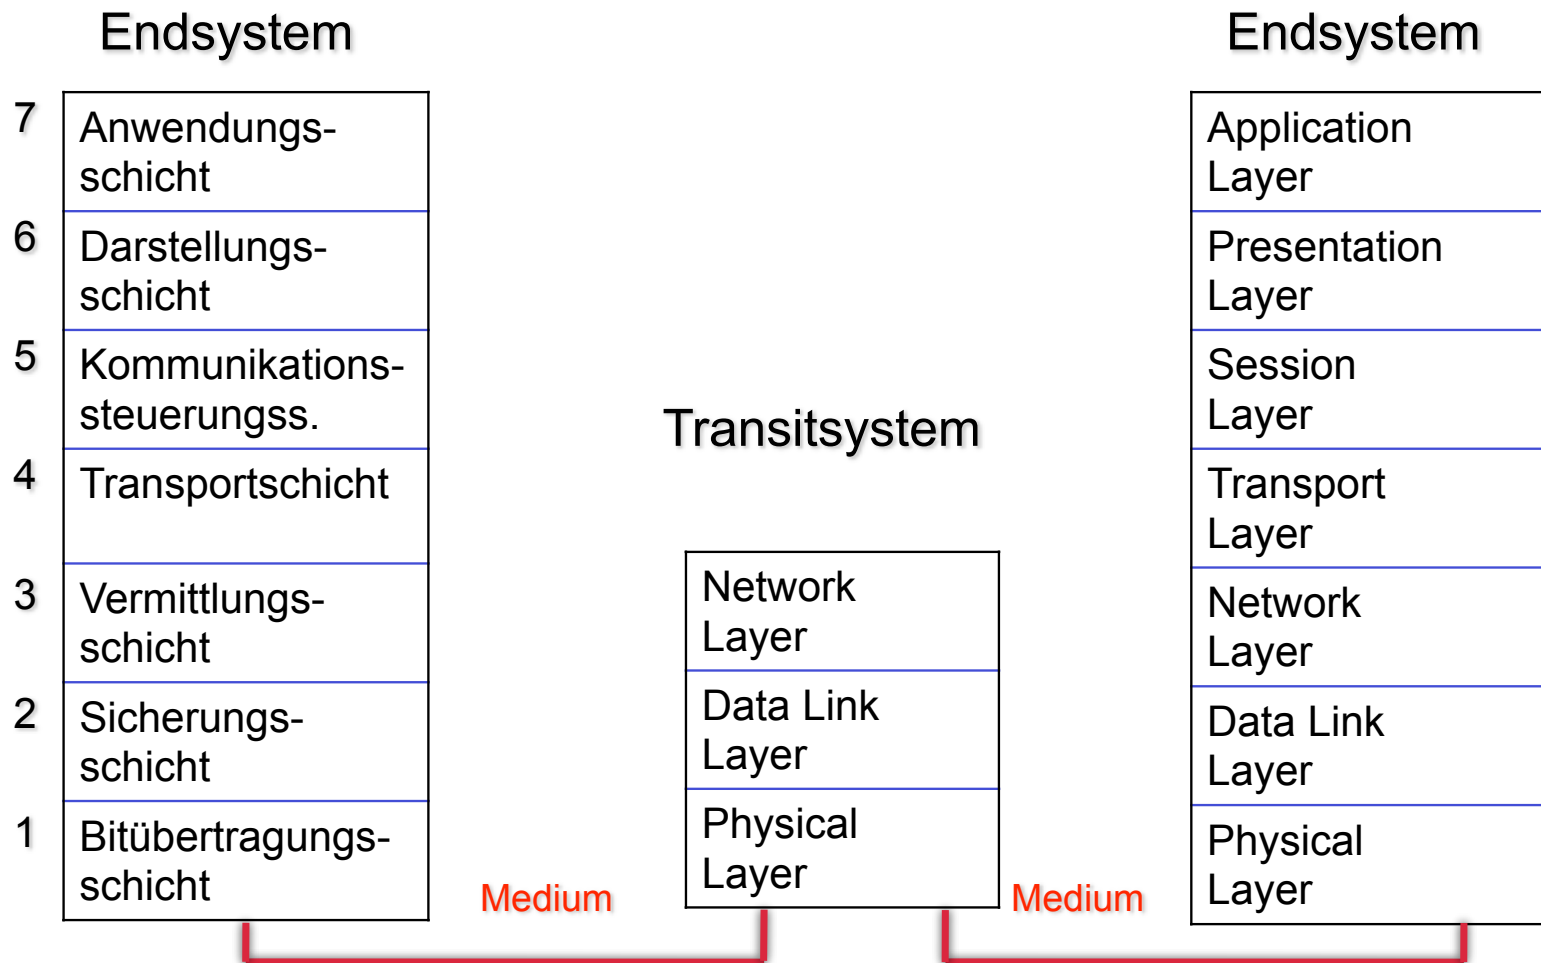 Endsystem
7
Anwendungs-
schicht
6
Darstellungs-
schicht
5
Kommunikations-
steuerungss.
4
Transportschicht
3
Vermittlungs-
schicht
2
Sicherungs-
schicht
1
Bitübertragungs-
schicht
Medium
Transitsystem
Network
Layer
Data Link
Layer
Physical
Layer
Medium
Endsystem
Application
Layer
Presentation
Layer
Session
Layer
Transport
Layer
Network
Layer
Data Link
Layer
Physical
Layer